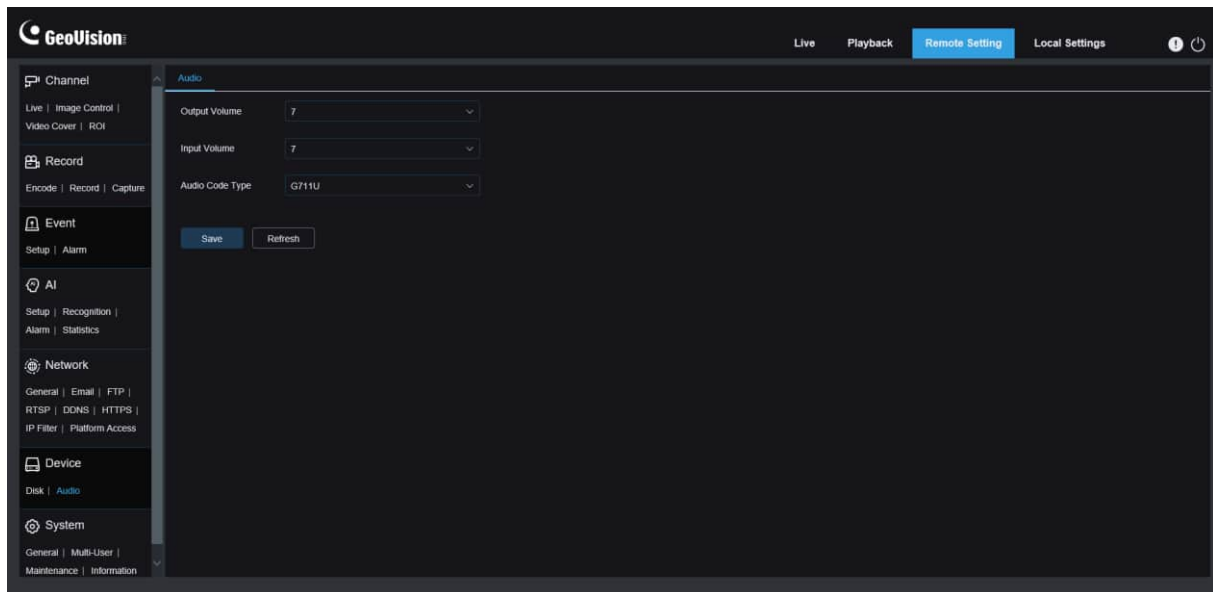 GeoVision
Live Playback Remote Setting Local Settings
Channel
Live | Image Control |
Video Cover | ROI
Record
Encode | Record | Capture
Event
Setup | Alarm
AI
Setup | Recognition |
Alarm | Statistics
Network
General | Email | FTP |
RTSP | DDNS | HTTPS |
IP Filter | Platform Access
Device
Disk | Audio
System
General | Multi-User |
Maintenance | Information
Audio
Output Volume 7
Input Volume 7
Audio Code Type G711U
Save Refresh